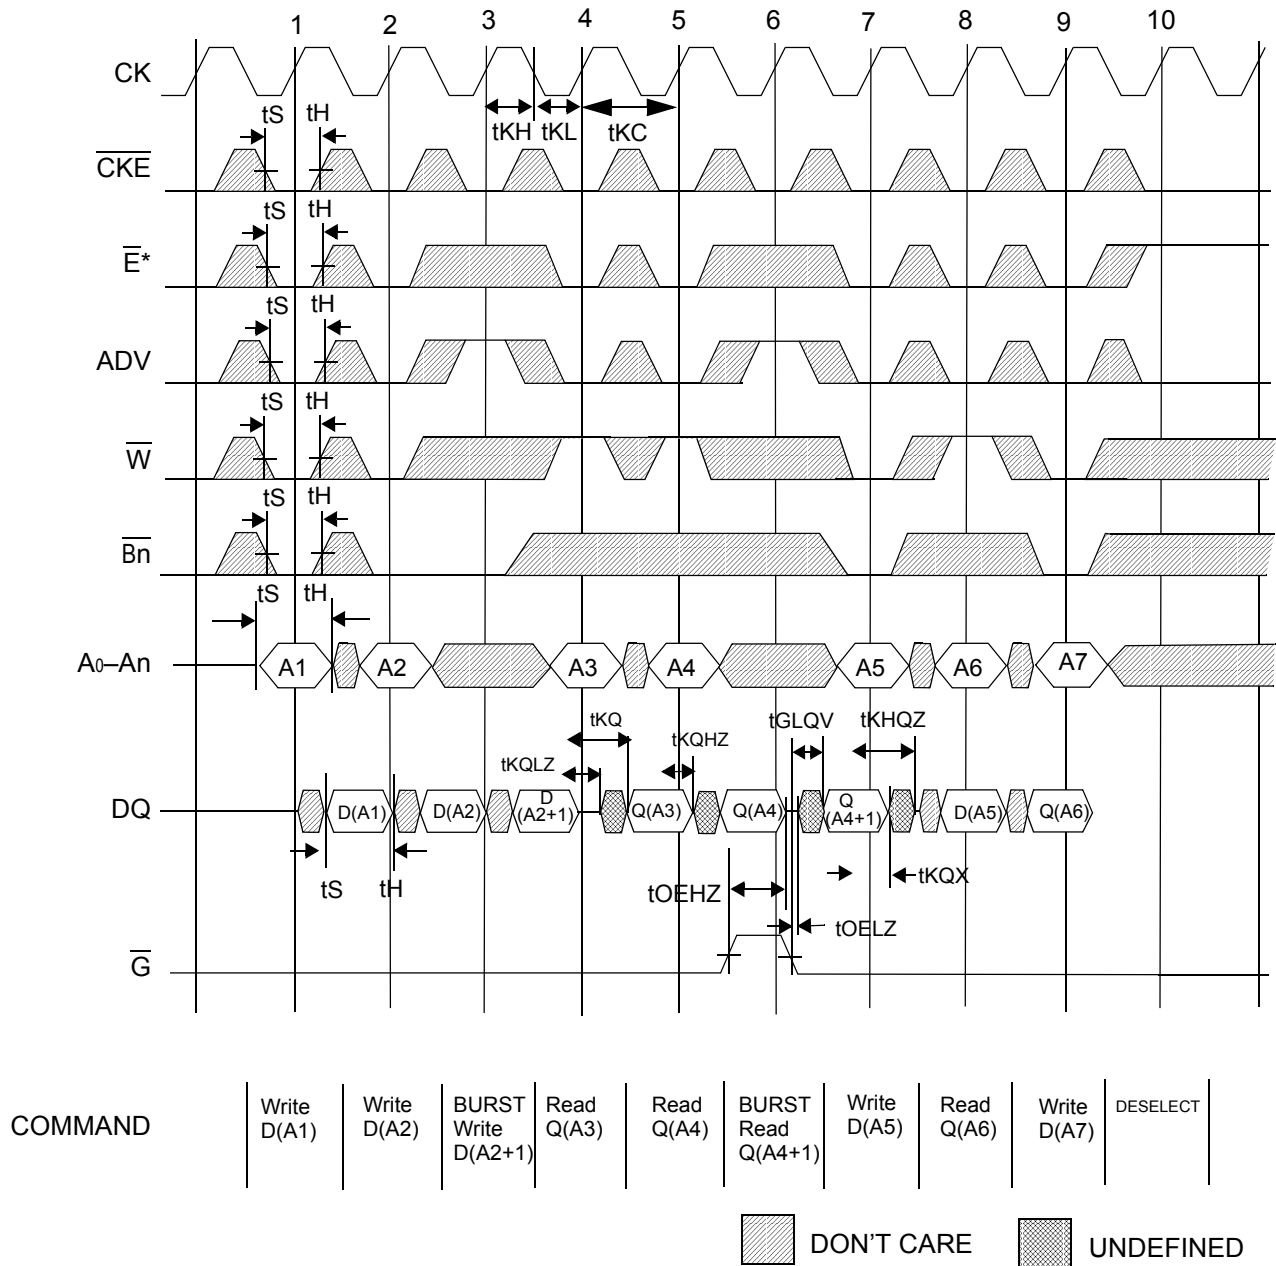 1 2 3 4 5 6 7 8 9 10
CK
tS tH tKH tKL tKC
CKE
tS tH
E*
tS tH
ADV
tS tH
W
tS tH
Bn
tS tH
A0–An A1 A2 A3 A4 A5 A6 A7
tKQ tGLQV tKHQZ
tKQLZ tKQHZ
DQ D(A1) D(A2) D (A2+1) Q(A3) Q(A4) Q (A4+1) D(A5) Q(A6)
tS tH tOEHZ tKQX
tOELZ
G
COMMAND
Write D(A1)
Write D(A2)
BURST Write D(A2+1)
Read Q(A3)
Read Q(A4)
BURST Read Q(A4+1)
Write D(A5)
Read Q(A6)
Write D(A7)
DESELECT
DON'T CARE UNDEFINED